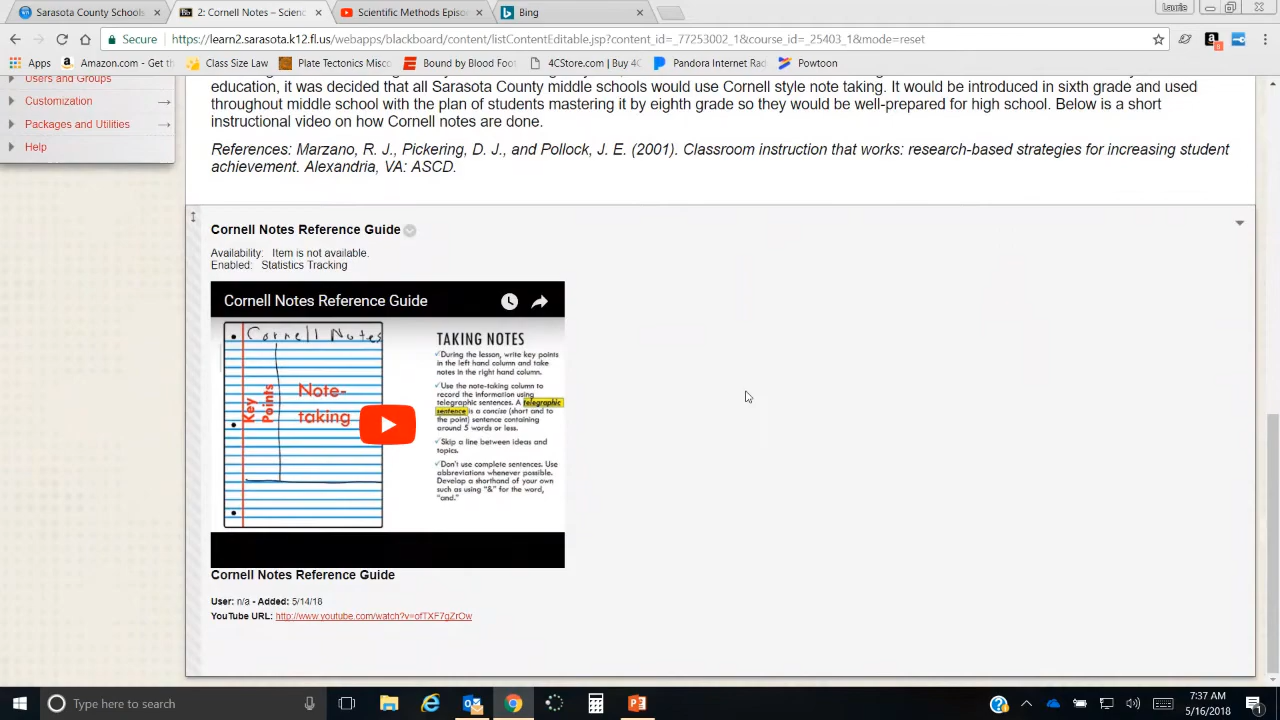 Sarasota County Schools
2: Cornell Notes – Scienc
Scientific Methods Episo
Bing
Laurie
Secure
https://learn2.sarasota.k12.fl.us/webapps/blackboard/content/listContentEditable.jsp?content_id=_77253002_1&course_id=_25403_1&mode=reset
Apps
Amazon.com - Get th
Class Size Law
Plate Tectonics Misco
Bound by Blood Foot
4CStore.com | Buy 4C
Pandora Internet Rad
Powtoon
Users and Groups
Customization
Packages and Utilities
Help
education, it was decided that all Sarasota County middle schools would use Cornell style note taking. It would be introduced in sixth grade and used
throughout middle school with the plan of students mastering it by eighth grade so they would be well-prepared for high school. Below is a short
instructional video on how Cornell notes are done.
References: Marzano, R. J., Pickering, D. J., and Pollock, J. E. (2001). Classroom instruction that works: research-based strategies for increasing student
achievement. Alexandria, VA: ASCD.
Cornell Notes Reference Guide
Availability: Item is not available.
Enabled: Statistics Tracking
Cornell Notes Reference Guide
Cornell Notes
Key
Points
Note-
taking
TAKING NOTES
✓During the lesson, write key points
in the left hand column and take
notes in the right hand column.
✓Use the note-taking column to
record the information using
telegraphic sentences. A telegraphic
sentence is a concise (short and to
the point) sentence containing
around 5 words or less.
✓Skip a line between ideas and
topics.
✓Don't use complete sentences. Use
abbreviations whenever possible.
Develop a shorthand of your own
such as using "&" for the word,
"and."
Cornell Notes Reference Guide
User: n/a - Added: 5/14/18
YouTube URL: http://www.youtube.com/watch?v=ofTXF7gZrOw
Type here to search
7:37 AM
5/16/2018